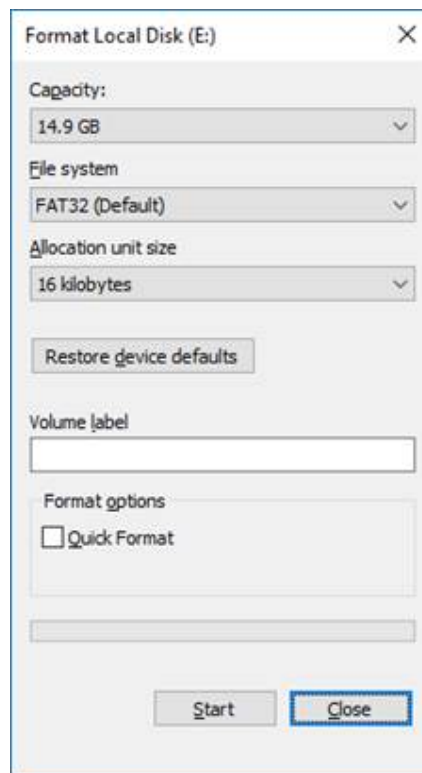 Format Local Disk (E:)
Capacity:
14.9 GB
File system
FAT32 (Default)
Allocation unit size
16 kilobytes
Restore device defaults
Volume label
Format options
Quick Format
Start
Close